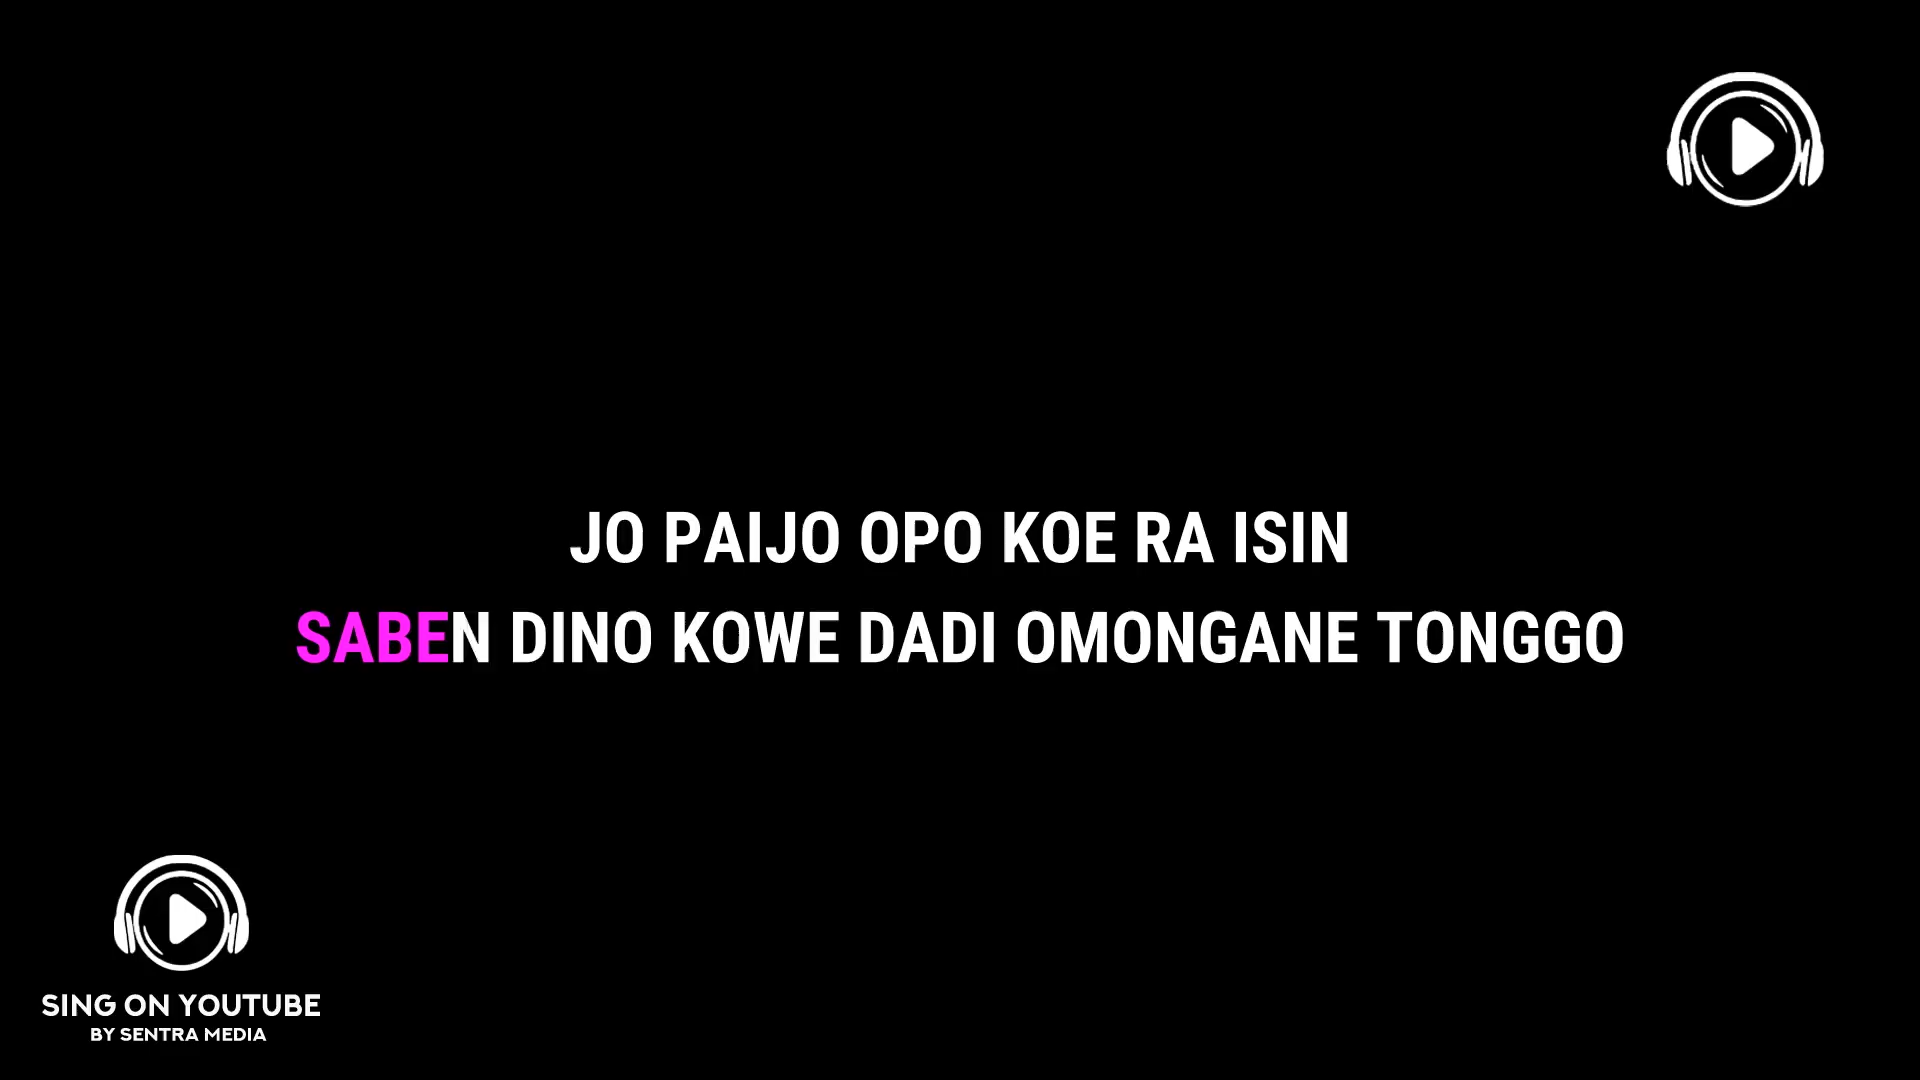 JO PAIJO OPO KOE RA ISIN
SABEN DINO KOWE DADI OMONGANE TONGGO
SING ON YOUTUBE
BY SENTRA MEDIA